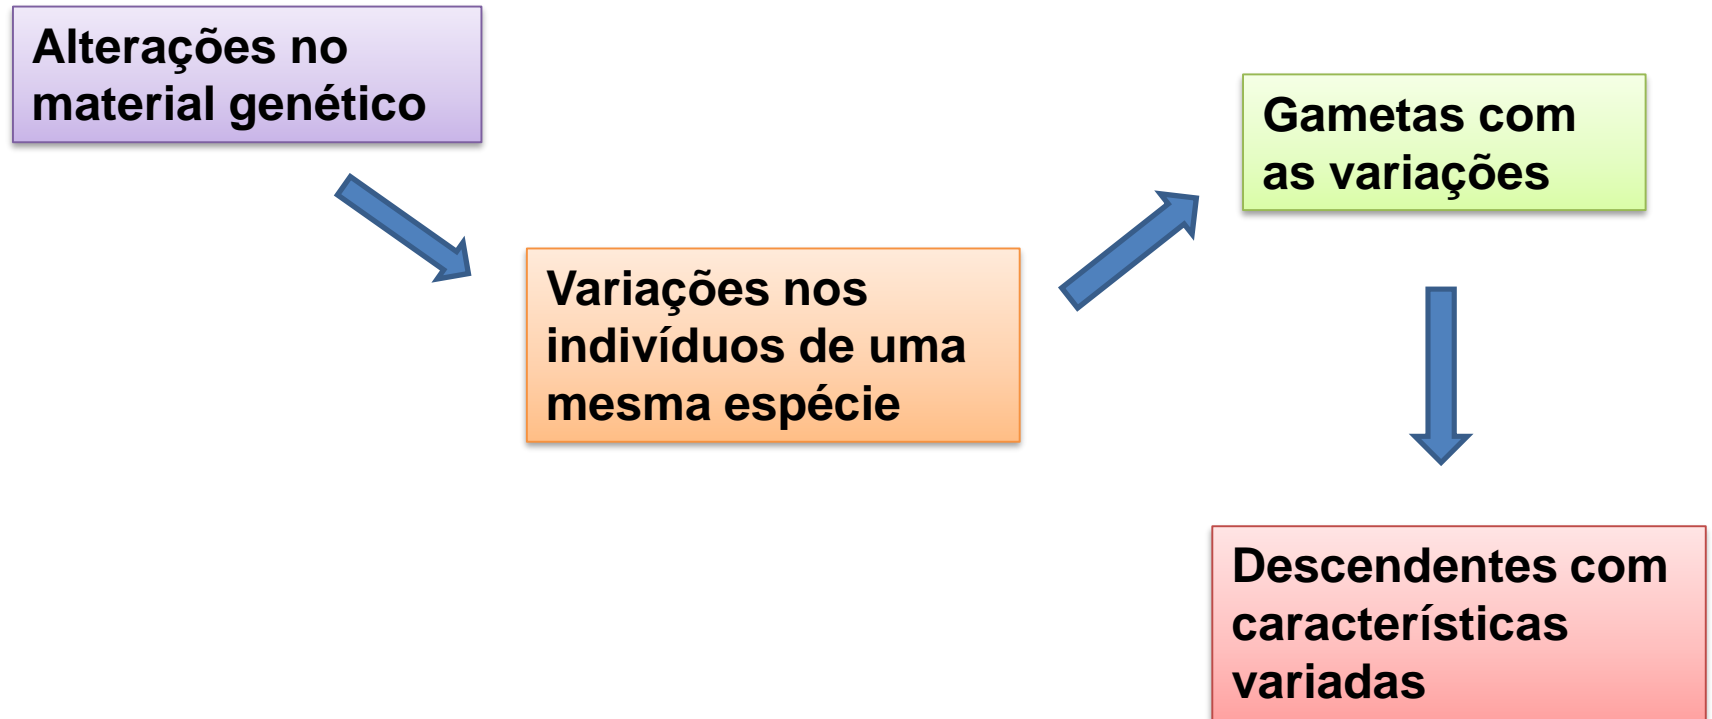 Alterações no
material genético
Variações nos
indivíduos de uma
mesma espécie
Gametas com
as variações
Descendentes com
características
variadas